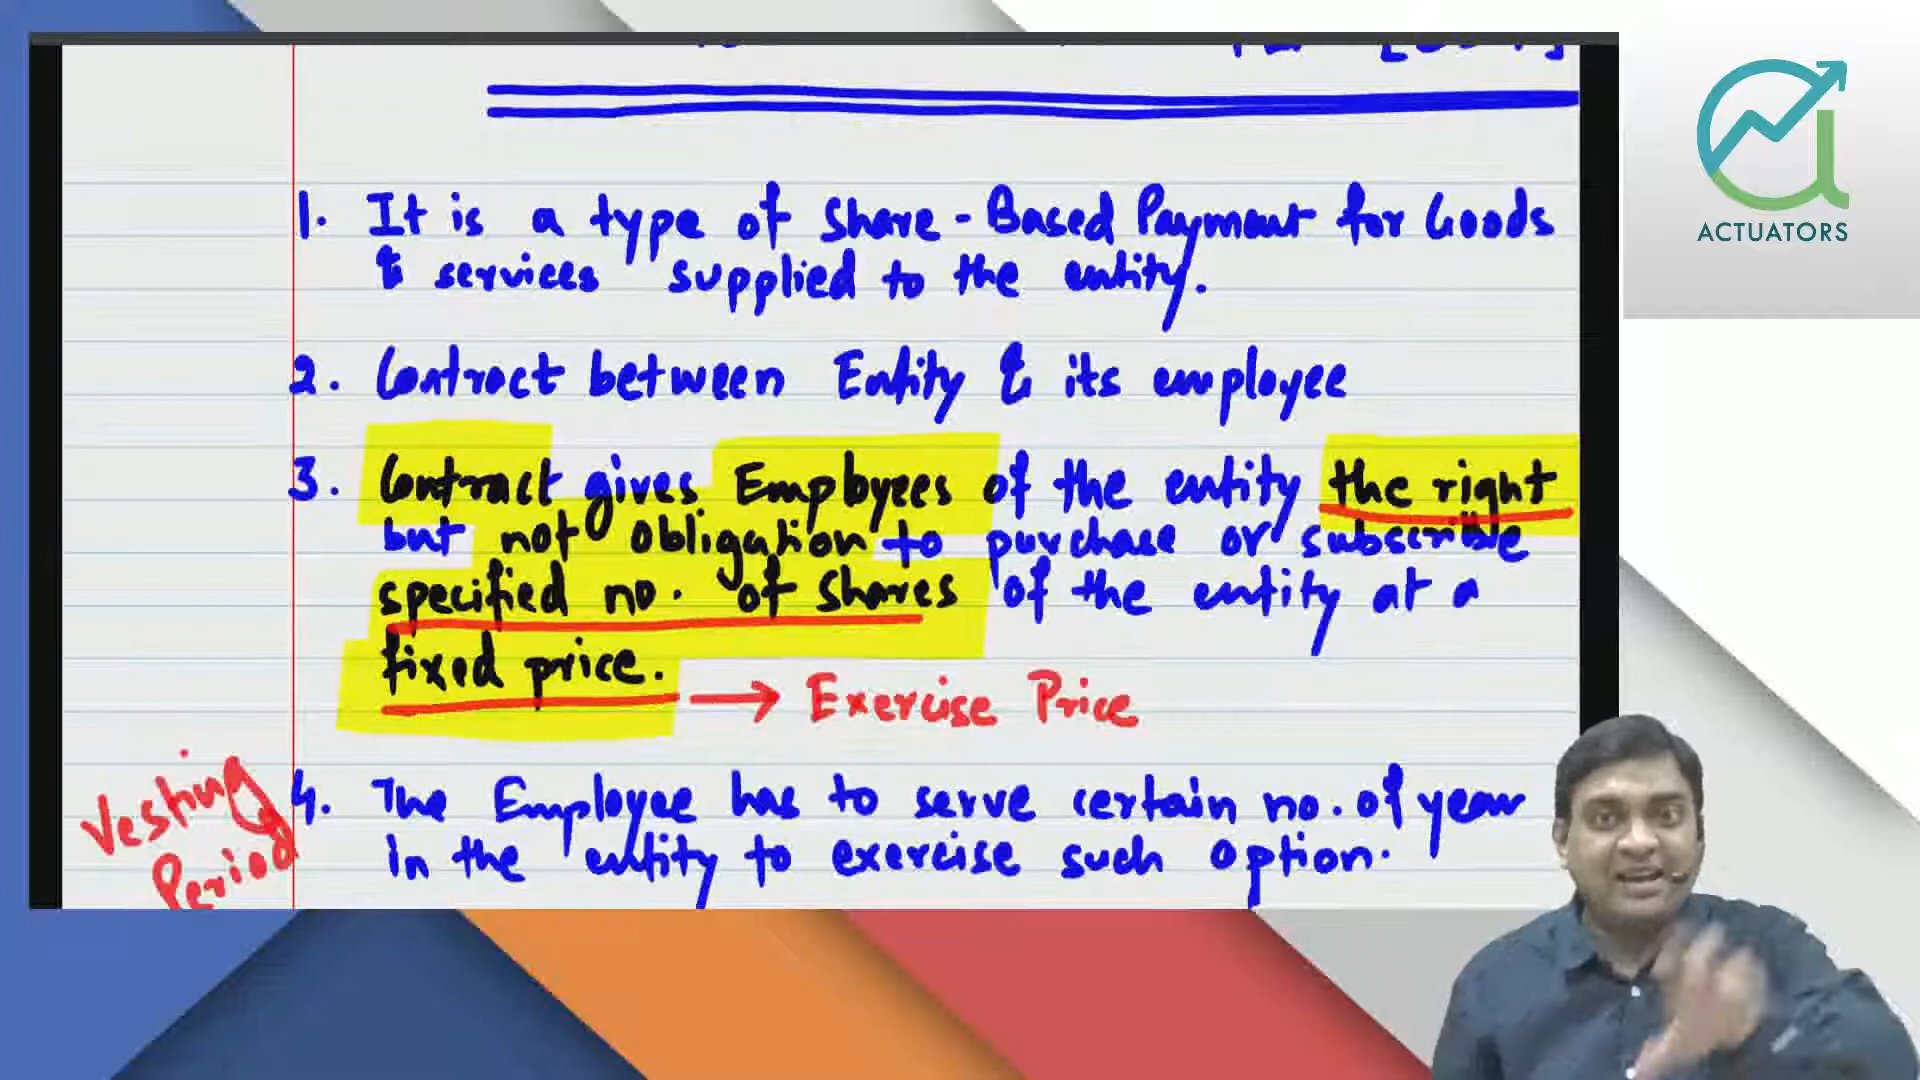 ACTUATORS
1. It is a type of Share-Based Payment for Goods
& services supplied to the entity.
2. Contract between Entity & its employee
3. Contract gives Employees of the entity the right
but not obligation to purchase or subscribe
specified no. of shares of the entity at a
fixed price. → Exercise Price
Vesting
Period
4. The Employee has to serve certain no. of year
in the entity to exercise such option.